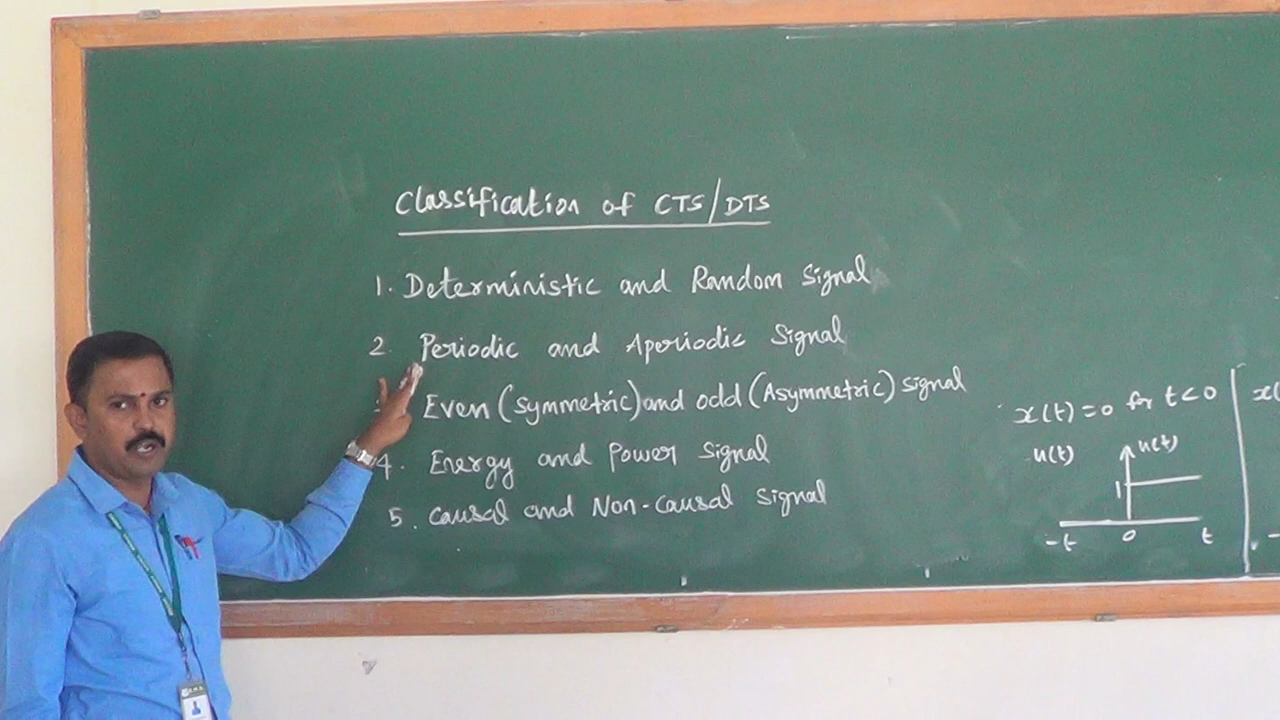 Classification of CTS/DTS
1. Deterministic and Random Signal
2. Periodic and Aperiodic Signal
Even (Symmetric) and odd (Asymmetric) signal
4. Energy and Power Signal
5. Causal and Non-Causal Signal
x(t) = 0 for t < 0
u(t)
u(t)
1
-t 0 t
x(